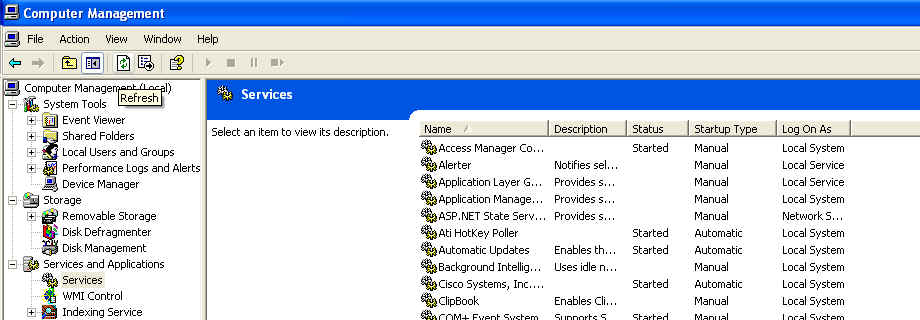 Computer Management
File Action View Window Help
Computer Management (Local)
Refresh
System Tools
Event Viewer
Shared Folders
Local Users and Groups
Performance Logs and Alerts
Device Manager
Storage
Removable Storage
Disk Defragmenter
Disk Management
Services and Applications
Services
WMI Control
Indexing Service
Services
Select an item to view its description.
Name Description Status Startup Type Log On As
Access Manager Co... Started Manual Local System
Alerter Notifies sel... Manual Local Service
Application Layer G... Provides s... Manual Local Service
Application Manage... Provides s... Manual Local System
ASP.NET State Serv... Provides s... Manual Network S...
Ati HotKey Poller Started Automatic Local System
Automatic Updates Enables th... Started Automatic Local System
Background Intellig... Uses idle n... Manual Local System
Cisco Systems, Inc.... Started Automatic Local System
ClipBook Enables Cli... Manual Local System
COM+ Event System Supports S... Started Manual Local System